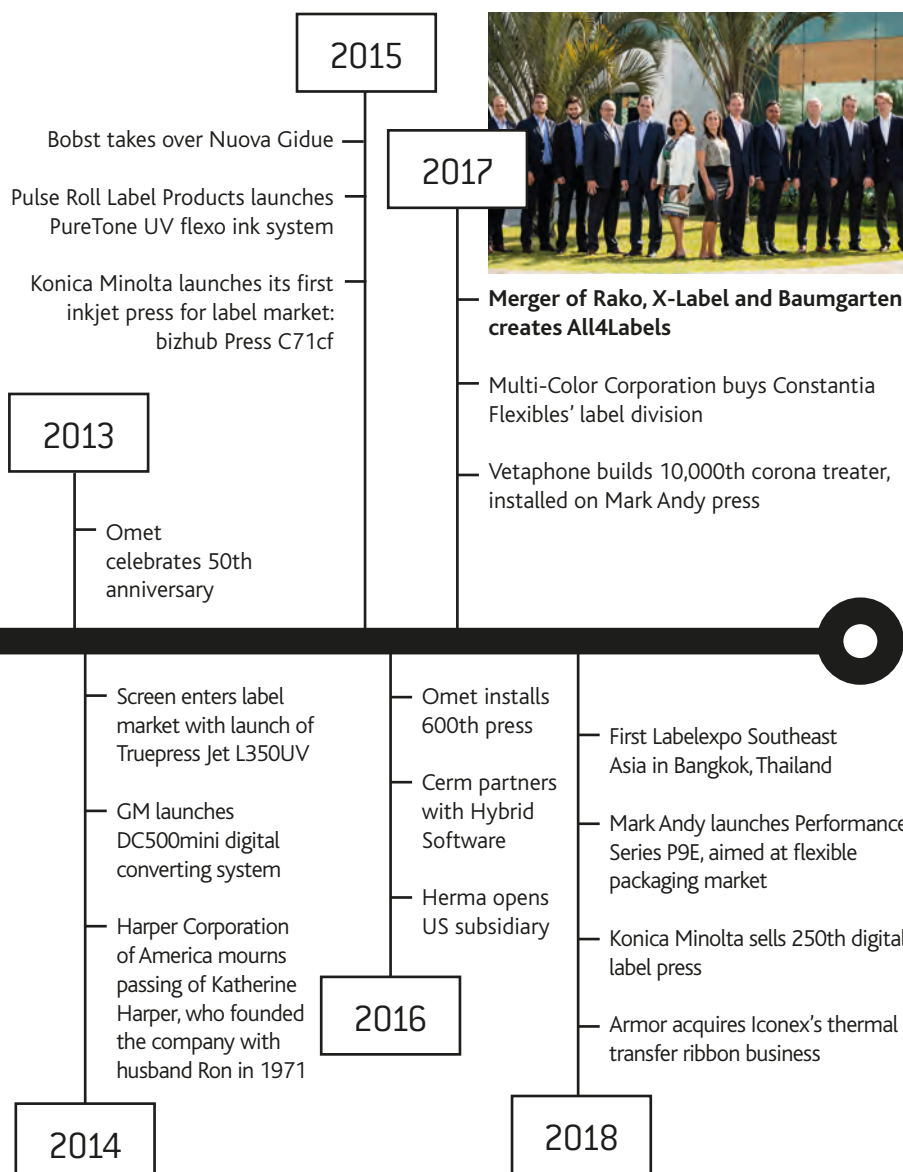 2015
Bobst takes over Nuova Gidue
Pulse Roll Label Products launches
PureTone UV flexo ink system
Konica Minolta launches its first
inkjet press for label market:
bizhub Press C71cf
2017
Merger of Rako, X-Label and Baumgarten
creates All4Labels
Multi-Color Corporation buys Constantia
Flexibles’ label division
Vetaphone builds 10,000th corona treater,
installed on Mark Andy press
2013
Omet
celebrates 50th
anniversary
Screen enters label
market with launch of
Truepress Jet L350UV
GM launches
DC500mini digital
converting system
Harper Corporation
of America mourns
passing of Katherine
Harper, who founded
the company with
husband Ron in 1971
2014
Omet installs
600th press
Cerm partners
with Hybrid
Software
Herma opens
US subsidiary
2016
First Labelexpo Southeast
Asia in Bangkok, Thailand
Mark Andy launches Performance
Series P9E, aimed at flexible
packaging market
Konica Minolta sells 250th digital
label press
Armor acquires Iconex’s thermal
transfer ribbon business
2018